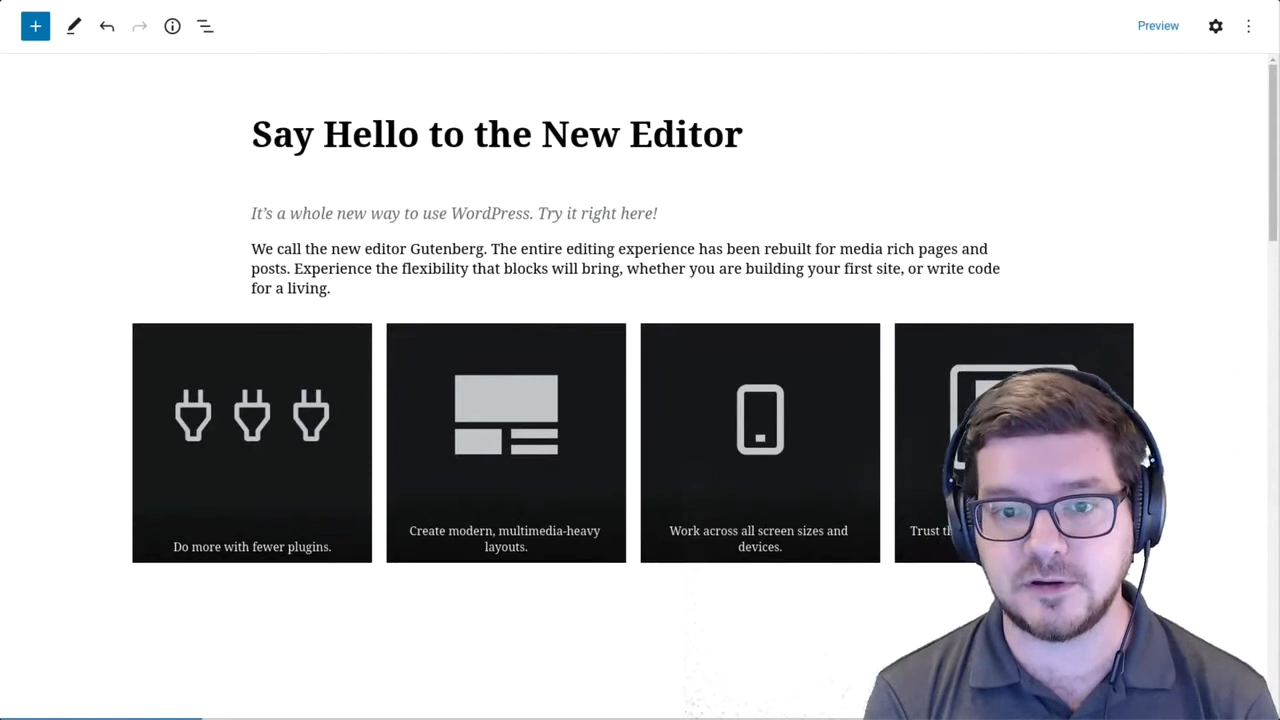 Preview
Say Hello to the New Editor
It’s a whole new way to use WordPress. Try it right here!
We call the new editor Gutenberg. The entire editing experience has been rebuilt for media rich pages and
posts. Experience the flexibility that blocks will bring, whether you are building your first site, or write code
for a living.
Do more with fewer plugins.
Create modern, multimedia-heavy
layouts.
Work across all screen sizes and
devices.
Trust